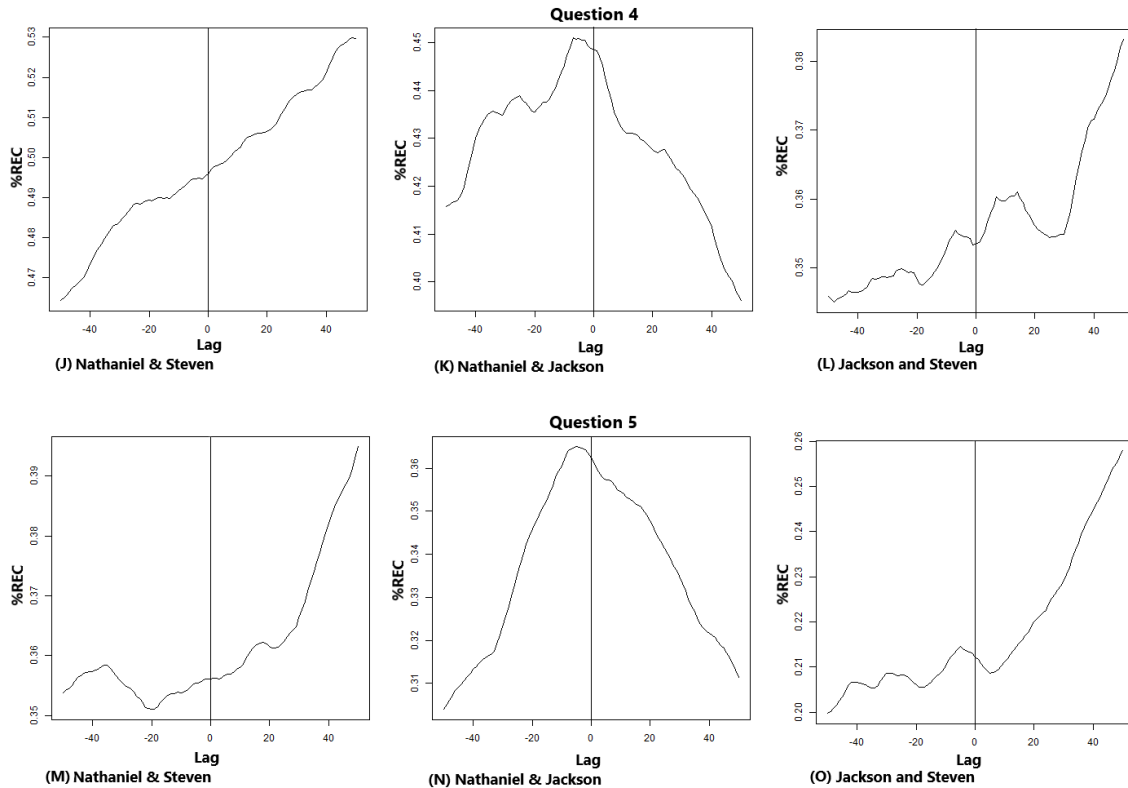 Question 4
%REC
0.53
0.52
0.51
0.50
0.49
0.48
0.47
-40 -20 0 20 40
Lag
(J) Nathaniel & Steven
%REC
0.45
0.44
0.43
0.42
0.41
0.40
-40 -20 0 20 40
Lag
(K) Nathaniel & Jackson
%REC
0.38
0.37
0.36
0.35
-40 -20 0 20 40
Lag
(L) Jackson and Steven
Question 5
%REC
0.39
0.38
0.37
0.36
0.35
-40 -20 0 20 40
Lag
(M) Nathaniel & Steven
%REC
0.36
0.35
0.34
0.33
0.32
0.31
-40 -20 0 20 40
Lag
(N) Nathaniel & Jackson
%REC
0.26
0.25
0.24
0.23
0.22
0.21
0.20
-40 -20 0 20 40
Lag
(O) Jackson and Steven